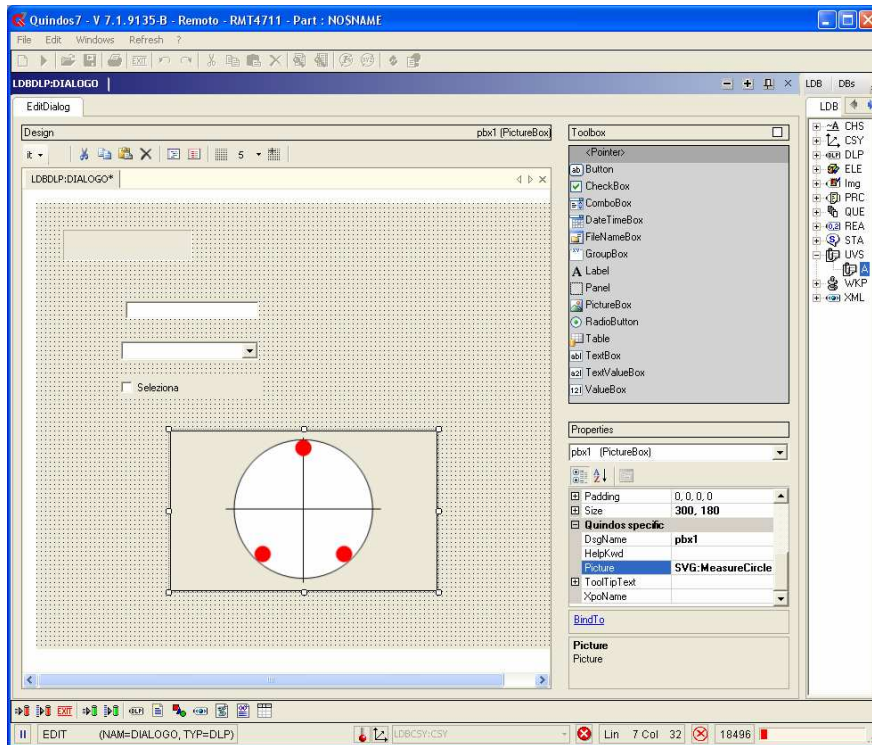 Quindos7 - V 7.1.9135-B - Remoto - RMT4711 - Part : NOSNAME
File Edit Windows Refresh ?
EXIT
LDBDLP:DIALOGO
LDB DBs
EditDialog
LDB
Design pbx1 (PictureBox)
Toolbox
it 5
LDBDLP:DIALOGO*
<Pointer>
Button
CheckBox
ComboBox
DateTimeBox
FileNameBox
GroupBox
Label
Panel
PictureBox
RadioButton
Table
TextBox
TextValueBox
ValueBox
CHS
CSY
DLP
ELE
Img
PRC
QUE
REA
STA
UVS
A
WKP
XML
Seleziona
Properties
pbx1 (PictureBox)
Padding 0, 0, 0, 0
Size 300, 180
Quindos specific
DsgName pbx1
HelpKwd
Picture SVG:MeasureCircle
ToolTipText
XpoName
BindTo
Picture
Picture
EXIT
EDIT (NAM=DIALOGO, TYP=DLP) LDBCSY:CSY Lin 7 Col 32 18496